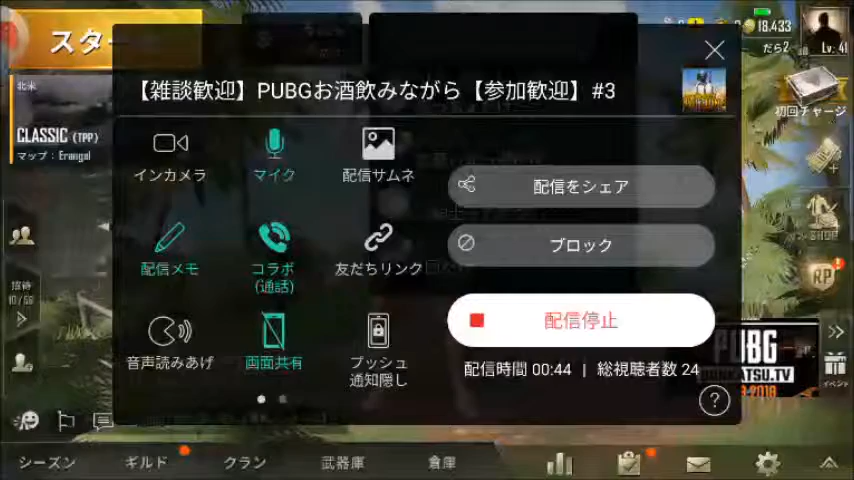 スター
18.433
だら2
Lv. 41
北米
初回チャージ
CLASSIC (TPP)
マップ：Erangel
【雑談歓迎】PUBGお酒飲みながら【参加歓迎】#3
インカメラ
マイク
配信サムネ
配信をシェア
配信メモ
コラボ
(通話)
友だちリンク
ブロック
SHOP
RP
招待
音声読みあげ
画面共有
プッシュ
通知隠し
配信停止
配信時間 00:44 | 総視聴者数 24
?
PUBG
イベント
シーズン
ギルド
クラン
武器庫
倉庫